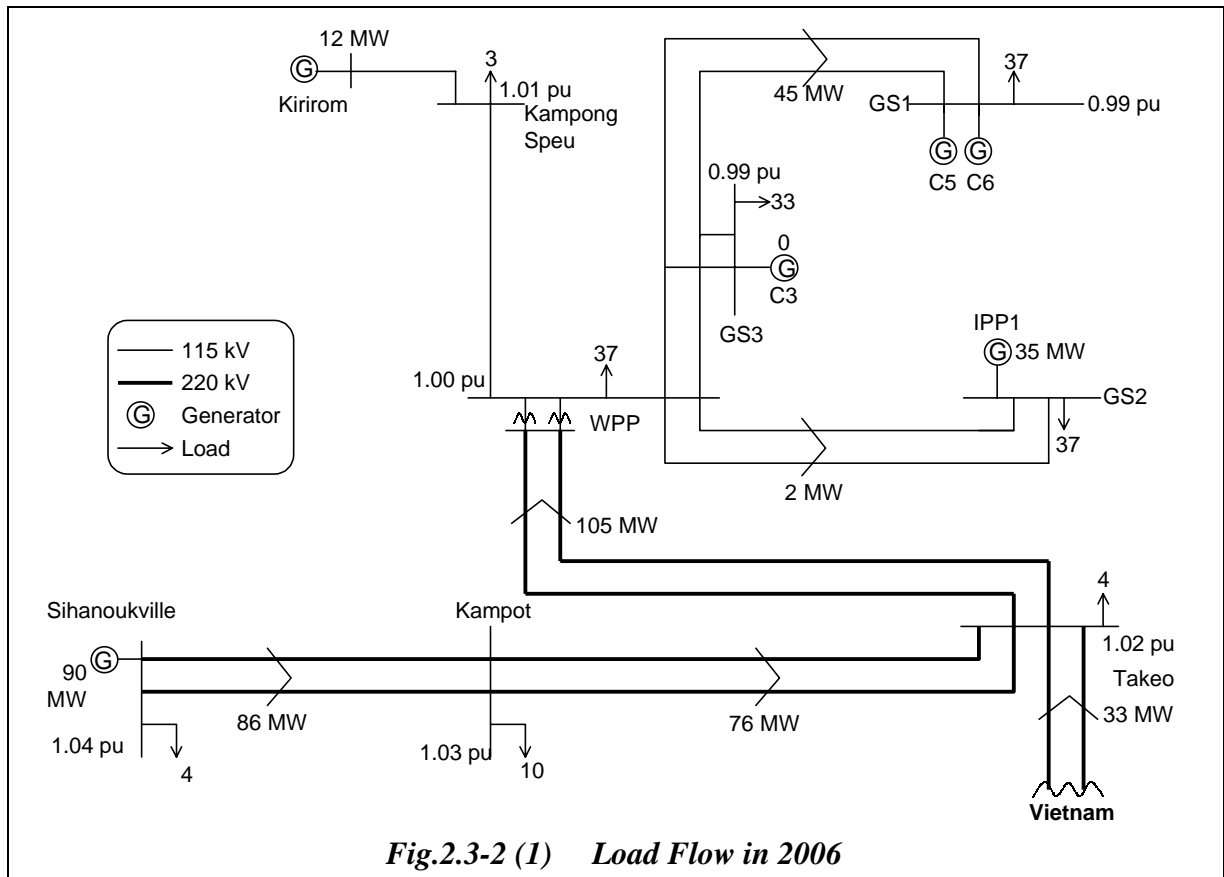 12 MW
G
Kirirom
3
1.01 pu
Kampong
Speu
45 MW
37
GS1
0.99 pu
G
G
C5
C6
0.99 pu
33
0
G
C3
GS3
IPP1
G
35 MW
GS2
37
115 kV
220 kV
G
Generator
Load
1.00 pu
37
WPP
2 MW
105 MW
Sihanoukville
Kampot
4
G
90
MW
1.02 pu
Takeo
86 MW
76 MW
33 MW
1.04 pu
4
1.03 pu
10
Vietnam
Fig.2.3-2 (1) Load Flow in 2006